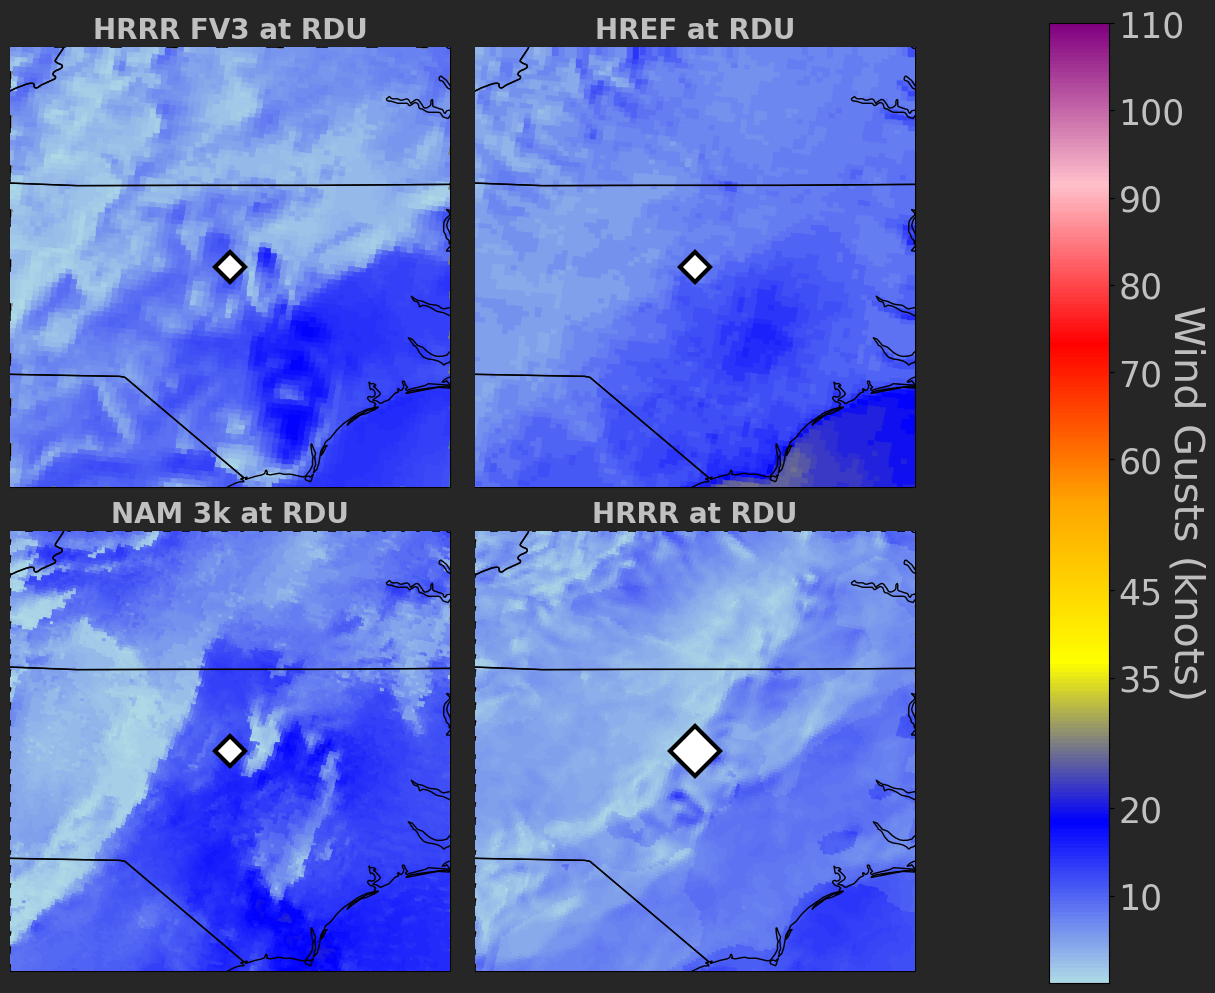 HRRR FV3 at RDU
HREF at RDU
NAM 3k at RDU
HRRR at RDU
110
100
90
80
70
60
45
35
20
10
Wind Gusts (knots)